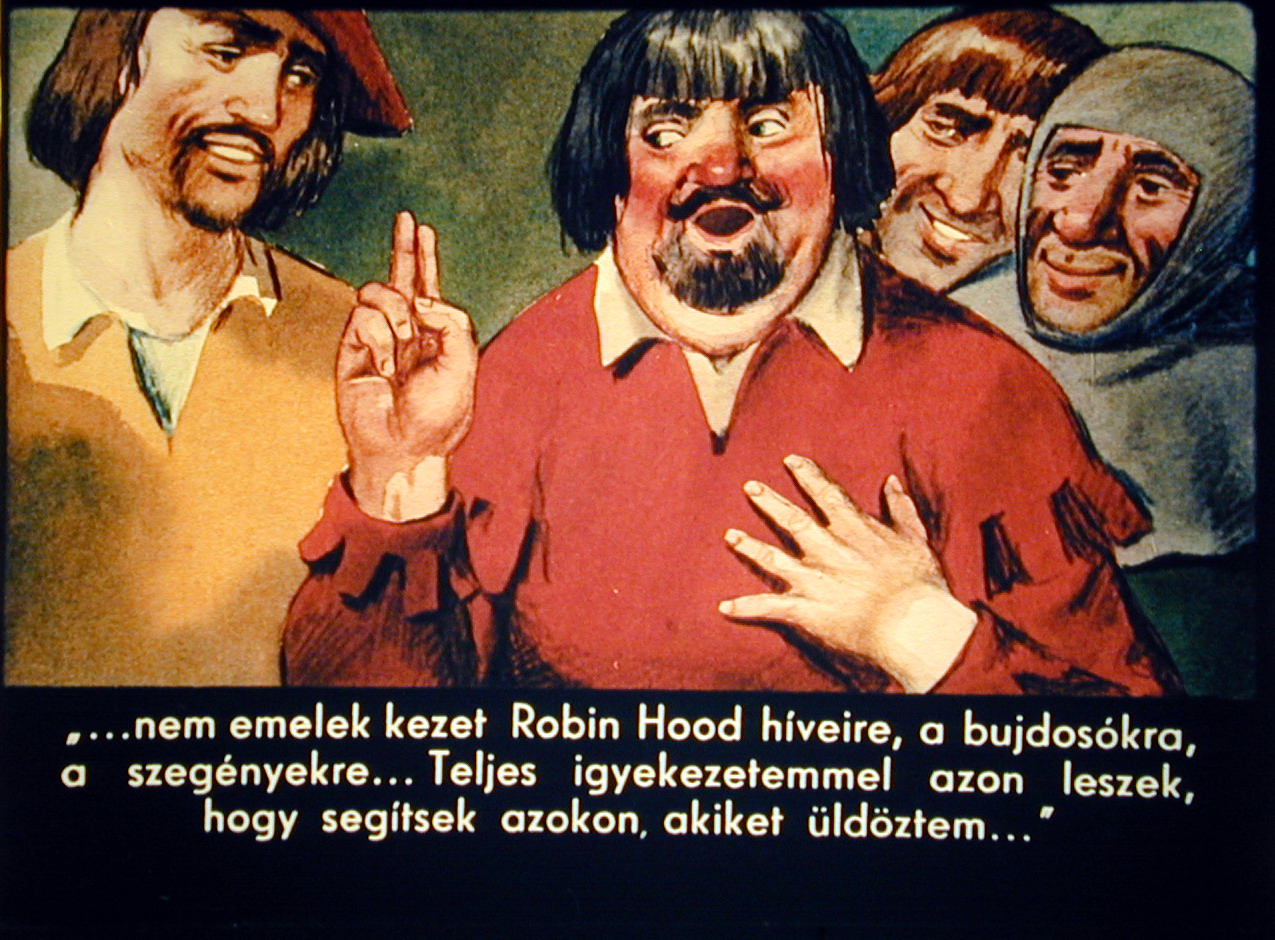 „...nem emelek kezet Robin Hood híveire, a bujdosókra,
a szegényekre... Teljes igyekezetemmel azon leszek,
hogy segítsek azokon, akiket üldöztem..."